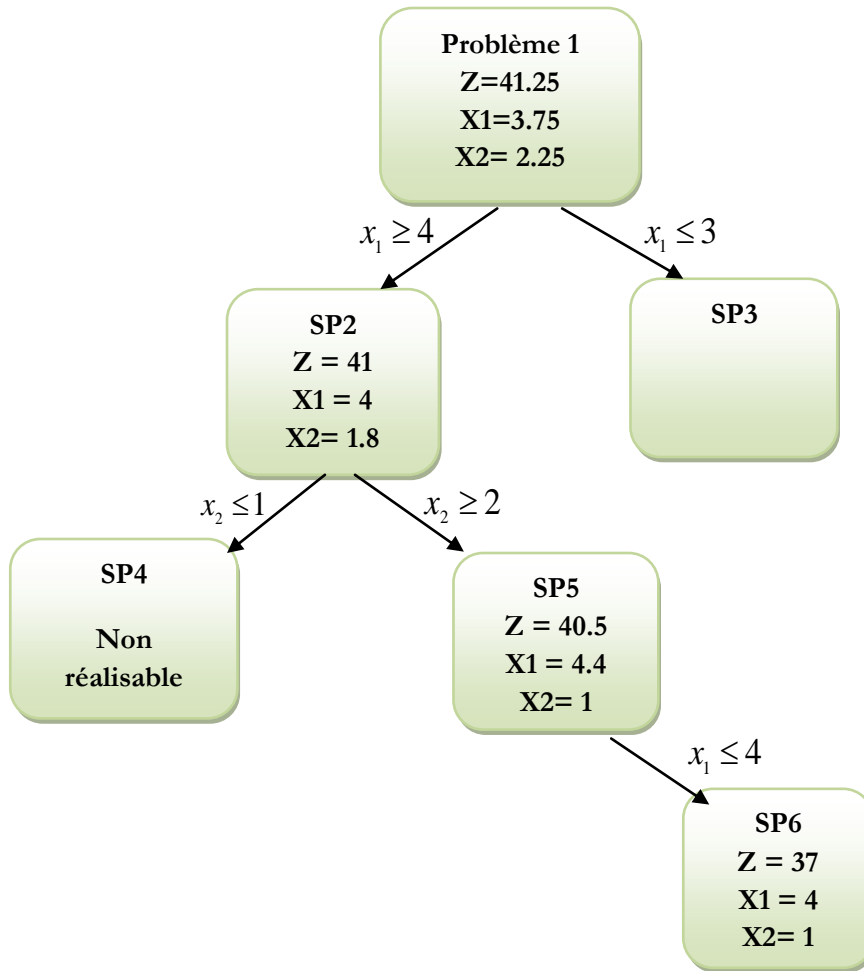 Problème 1
Z=41.25
X1=3.75
X2= 2.25
x₁ ≥ 4
x₁ ≤ 3
SP2
Z = 41
X1 = 4
X2= 1.8
SP3
x₂ ≤ 1
x₂ ≥ 2
SP4
Non
réalisable
SP5
Z = 40.5
X1 = 4.4
X2= 1
x₁ ≤ 4
SP6
Z = 37
X1 = 4
X2= 1